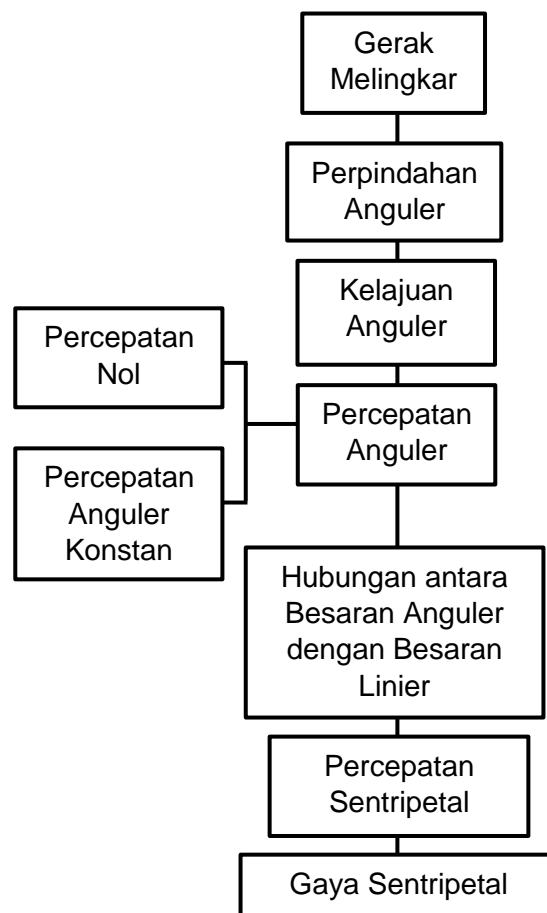 Gerak
Melingkar
Perpindahan
Anguler
Kelajuan
Anguler
Percepatan
Nol
Percepatan
Anguler
Percepatan
Anguler
Konstan
Hubungan antara
Besaran Anguler
dengan Besaran
Linier
Percepatan
Sentripetal
Gaya Sentripetal